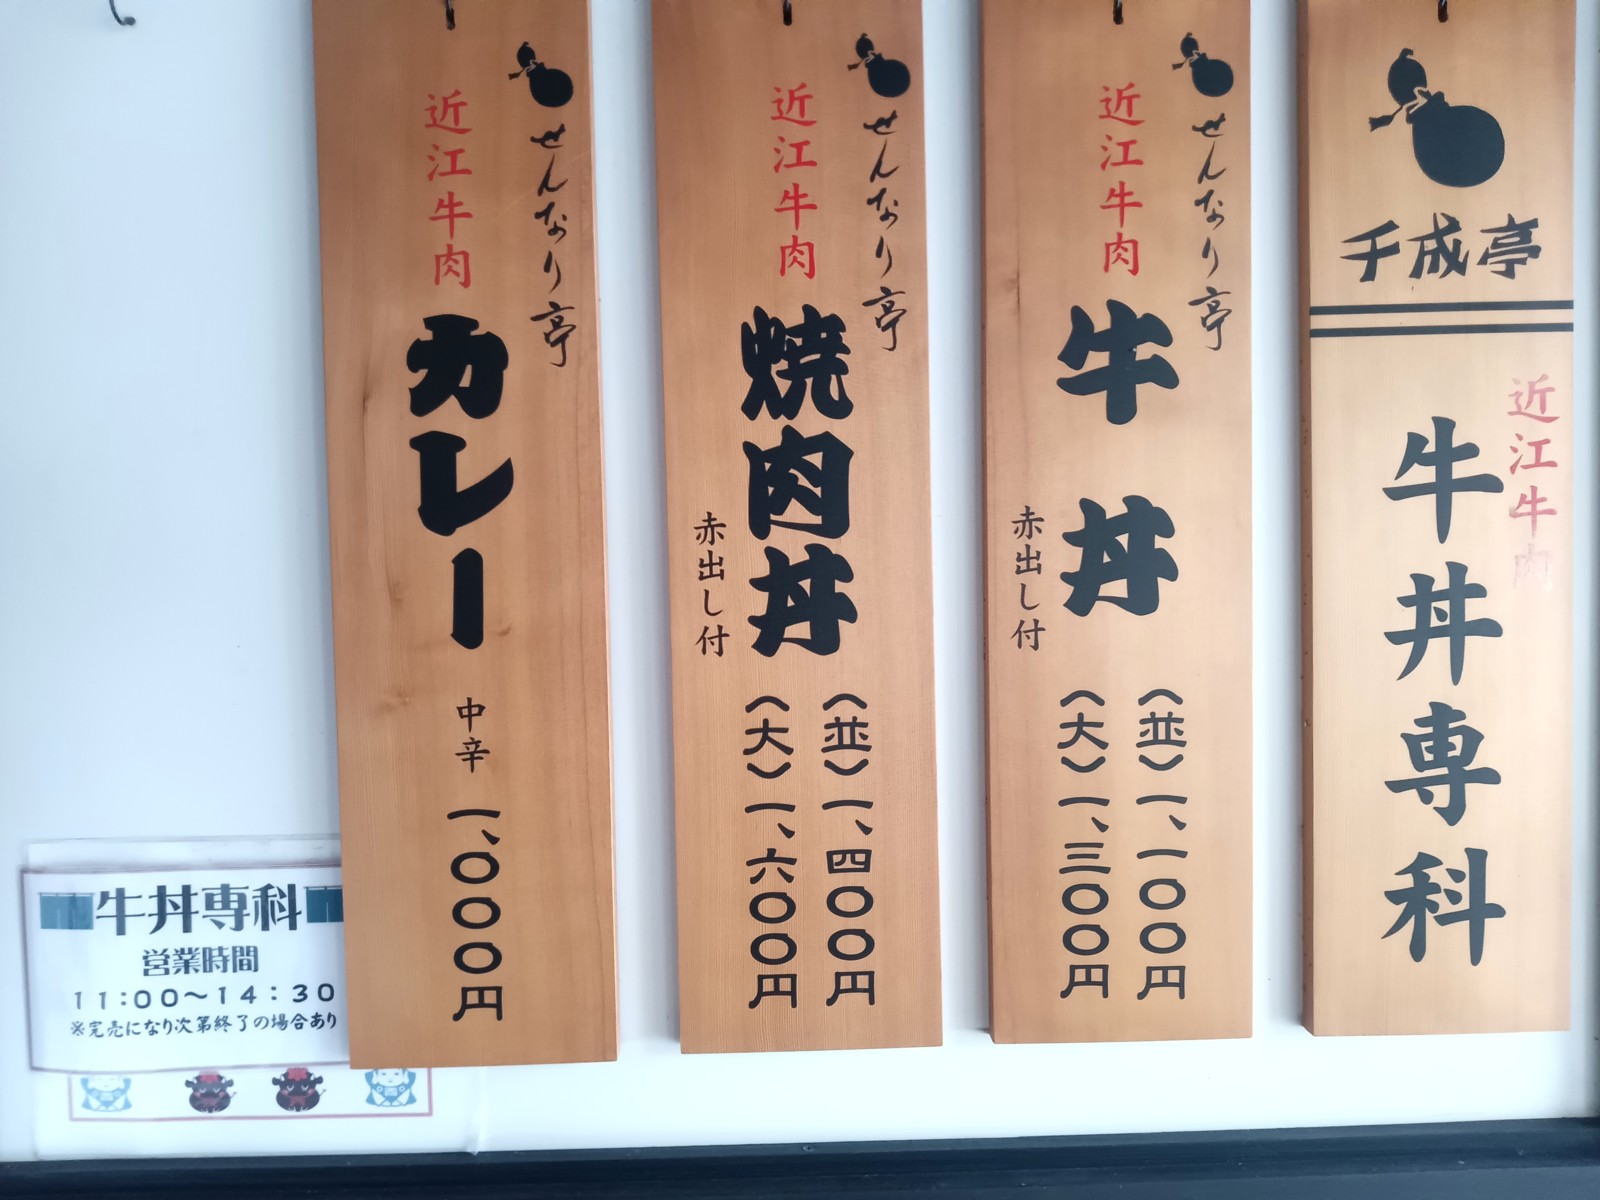 千成亭
近江牛肉
牛丼専科
せんなり亭
近江牛肉
牛丼
赤出し付
(並)一、一〇〇円
(大)一、三〇〇円
せんなり亭
近江牛肉
焼肉丼
赤出し付
(並)一、四〇〇円
(大)一、六〇〇円
せんなり亭
近江牛肉
カレー
中辛
一、〇〇〇円
牛丼専科
営業時間
11:00〜14:30
※完売になり次第終了の場合あり